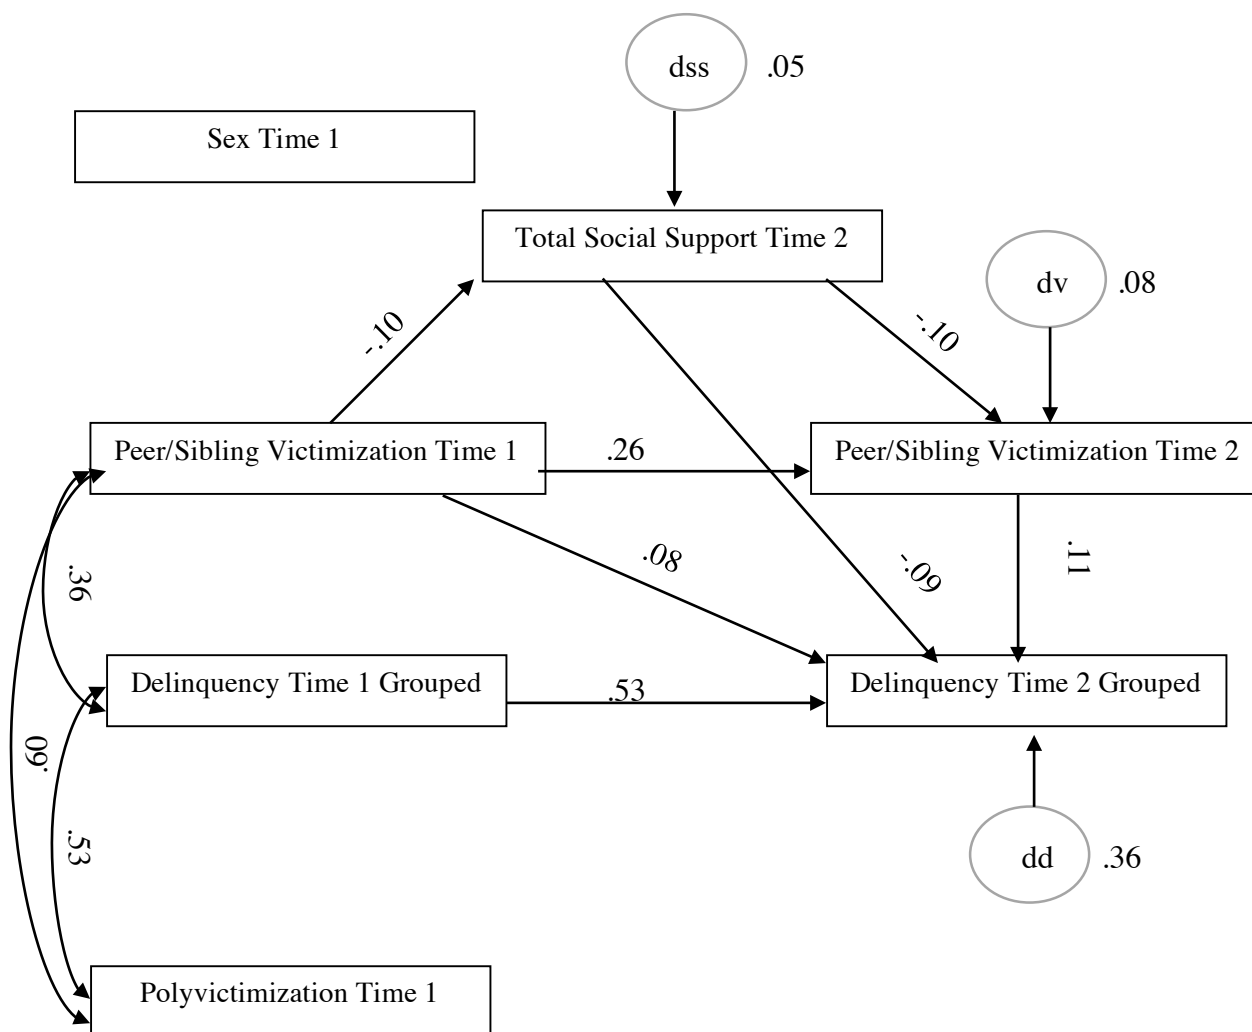 dss
.05
Sex Time 1
Total Social Support Time 2
dv
.08
-.10
-.10
Peer/Sibling Victimization Time 1
.26
Peer/Sibling Victimization Time 2
.36
.08
-.09
.11
Delinquency Time 1 Grouped
.53
Delinquency Time 2 Grouped
.60
.53
dd
.36
Polyvictimization Time 1